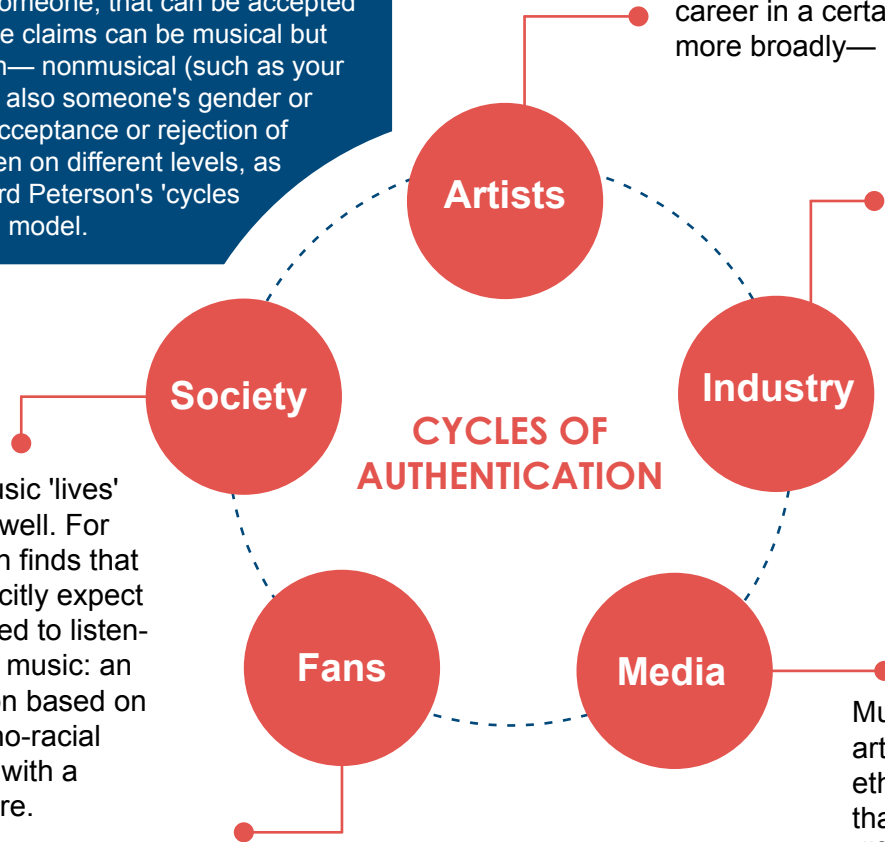 omeone, that can be accepted
e claims can be musical but
n— nonmusical (such as your
also someone's gender or
cceptance or rejection of
en on different levels, as
rd Peterson's 'cycles
model.
career in a certa
more broadly—
Artists
Industry
Society
CYCLES OF
AUTHENTICATION
usic 'lives'
well. For
n finds that
citly expect
ed to listen-
music: an
on based on
no-racial
with a
re.
Fans
Media
Mu
art
eth
tha